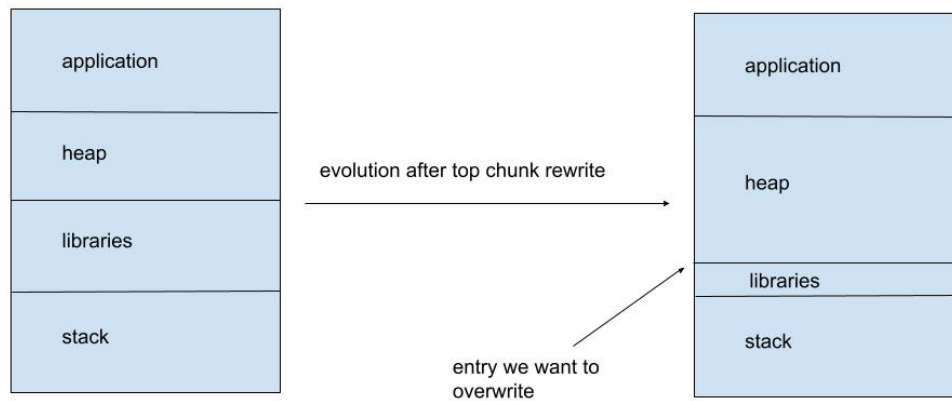 application
heap
libraries
stack
evolution after top chunk rewrite
entry we want to
overwrite
application
heap
libraries
stack